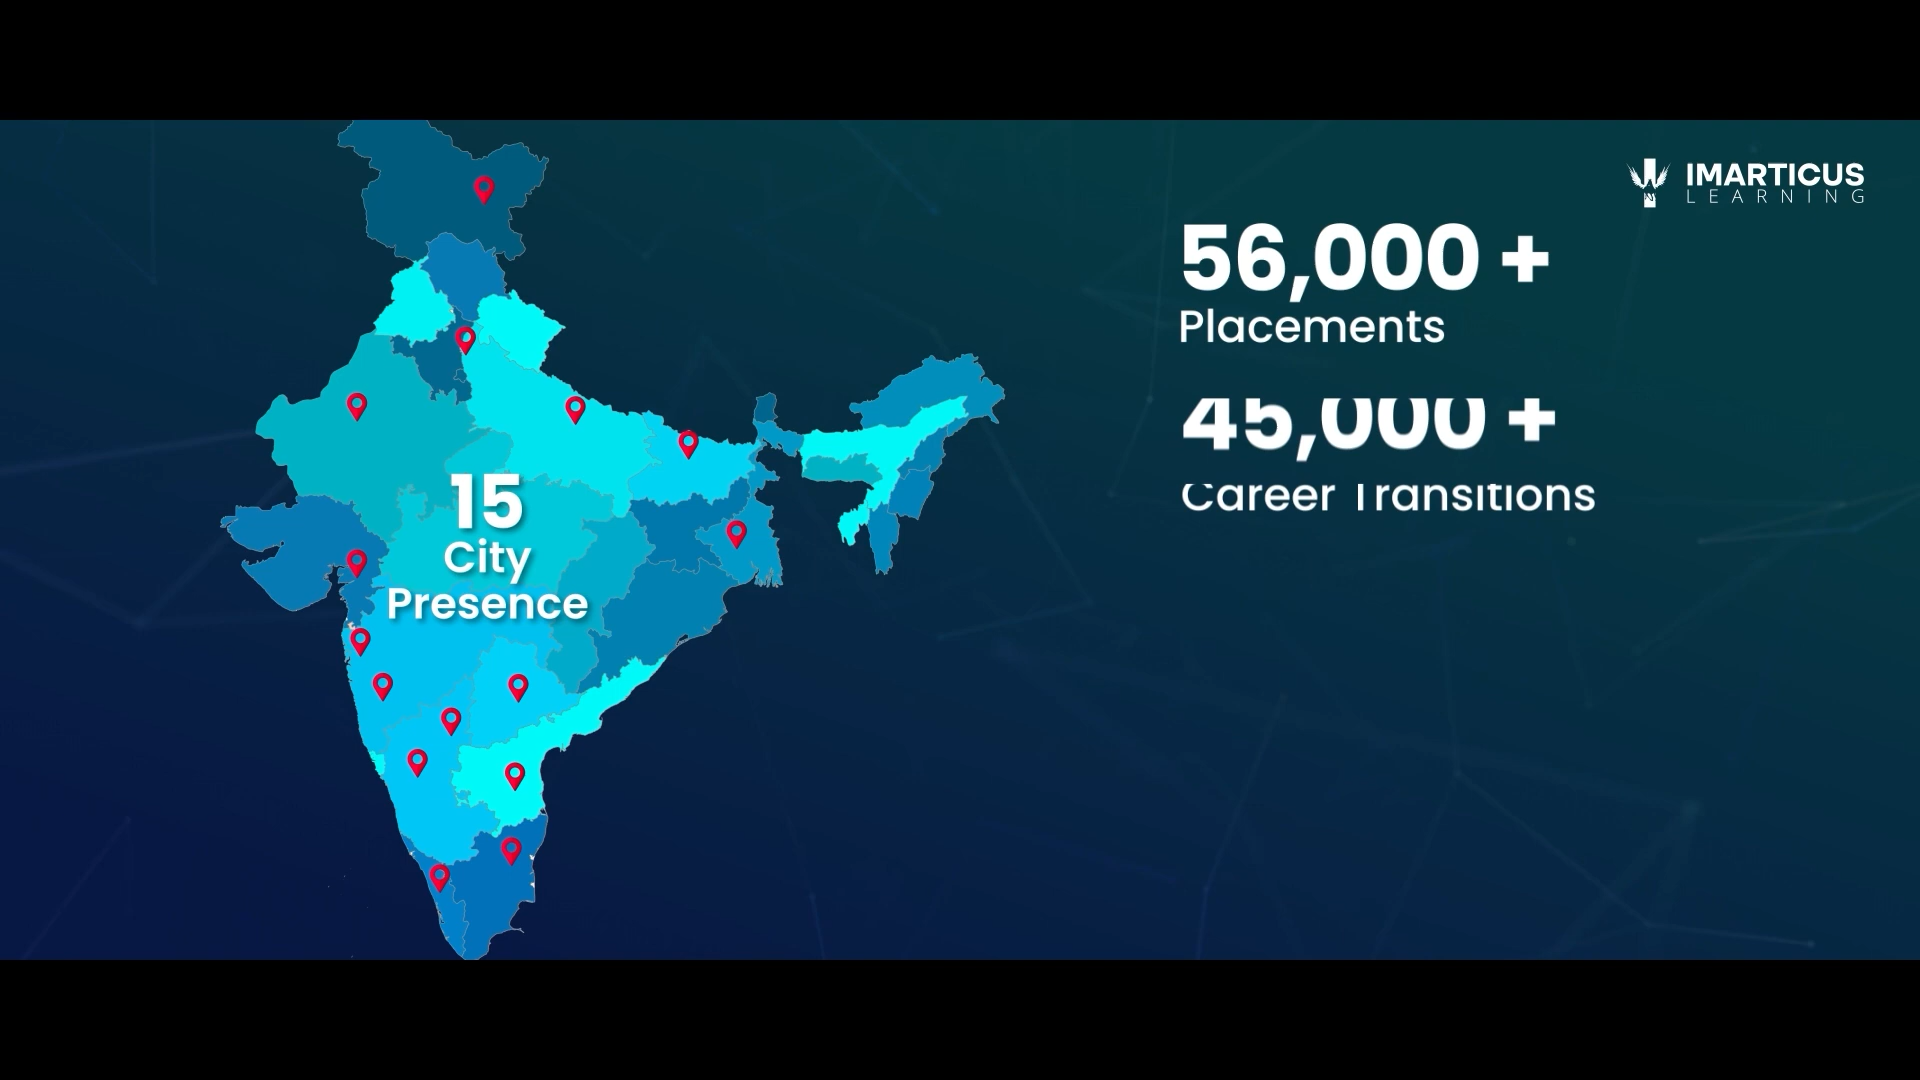 IMARTICUS
LEARNING
56,000 +
Placements
45,000 +
Career Transitions
15
City
Presence